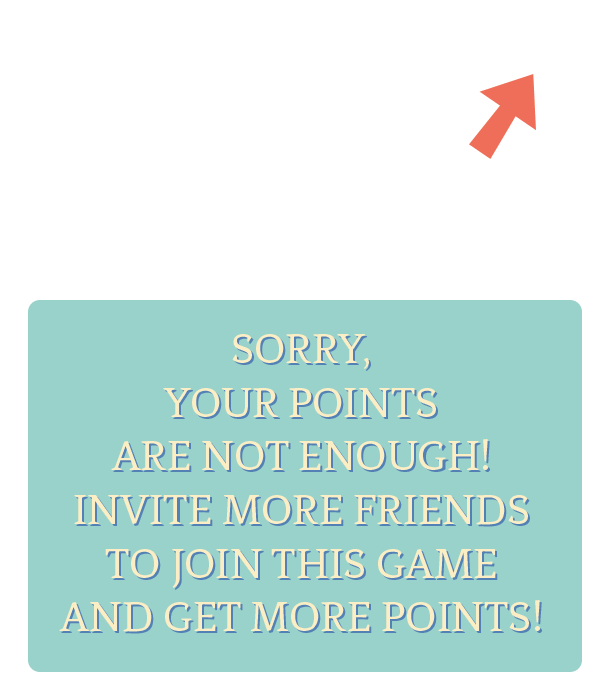 SORRY,
YOUR POINTS
ARE NOT ENOUGH!
INVITE MORE FRIENDS
TO JOIN THIS GAME
AND GET MORE POINTS!